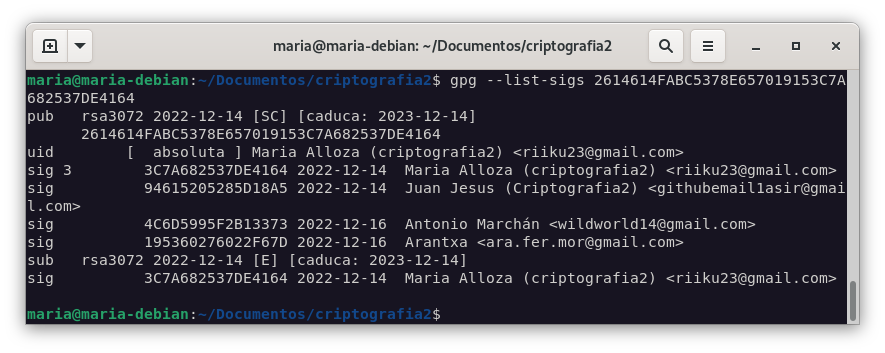 maria@maria-debian: ~/Documentos/criptografia2
maria@maria-debian:~/Documentos/criptografia2$ gpg --list-sigs 2614614FABC5378E657019153C7A
682537DE4164
pub   rsa3072 2022-12-14 [SC] [caduca: 2023-12-14]
      2614614FABC5378E657019153C7A682537DE4164
uid        [  absoluta ] Maria Alloza (criptografia2) <riiku23@gmail.com>
sig 3        3C7A682537DE4164 2022-12-14  Maria Alloza (criptografia2) <riiku23@gmail.com>
sig          94615205285D18A5 2022-12-14  Juan Jesus (Criptografia2) <githubemail1asir@gmai
l.com>
sig          4C6D5995F2B13373 2022-12-16  Antonio Marchán <wildworld14@gmail.com>
sig          195360276022F67D 2022-12-16  Arantxa <ara.fer.mor@gmail.com>
sub   rsa3072 2022-12-14 [E] [caduca: 2023-12-14]
sig          3C7A682537DE4164 2022-12-14  Maria Alloza (criptografia2) <riiku23@gmail.com>
maria@maria-debian:~/Documentos/criptografia2$